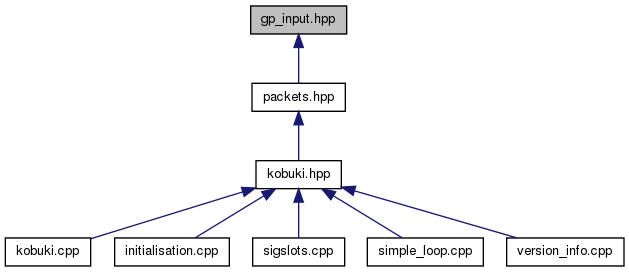 gp_input.hpp
packets.hpp
kobuki.hpp
kobuki.cpp
initialisation.cpp
sigslots.cpp
simple_loop.cpp
version_info.cpp